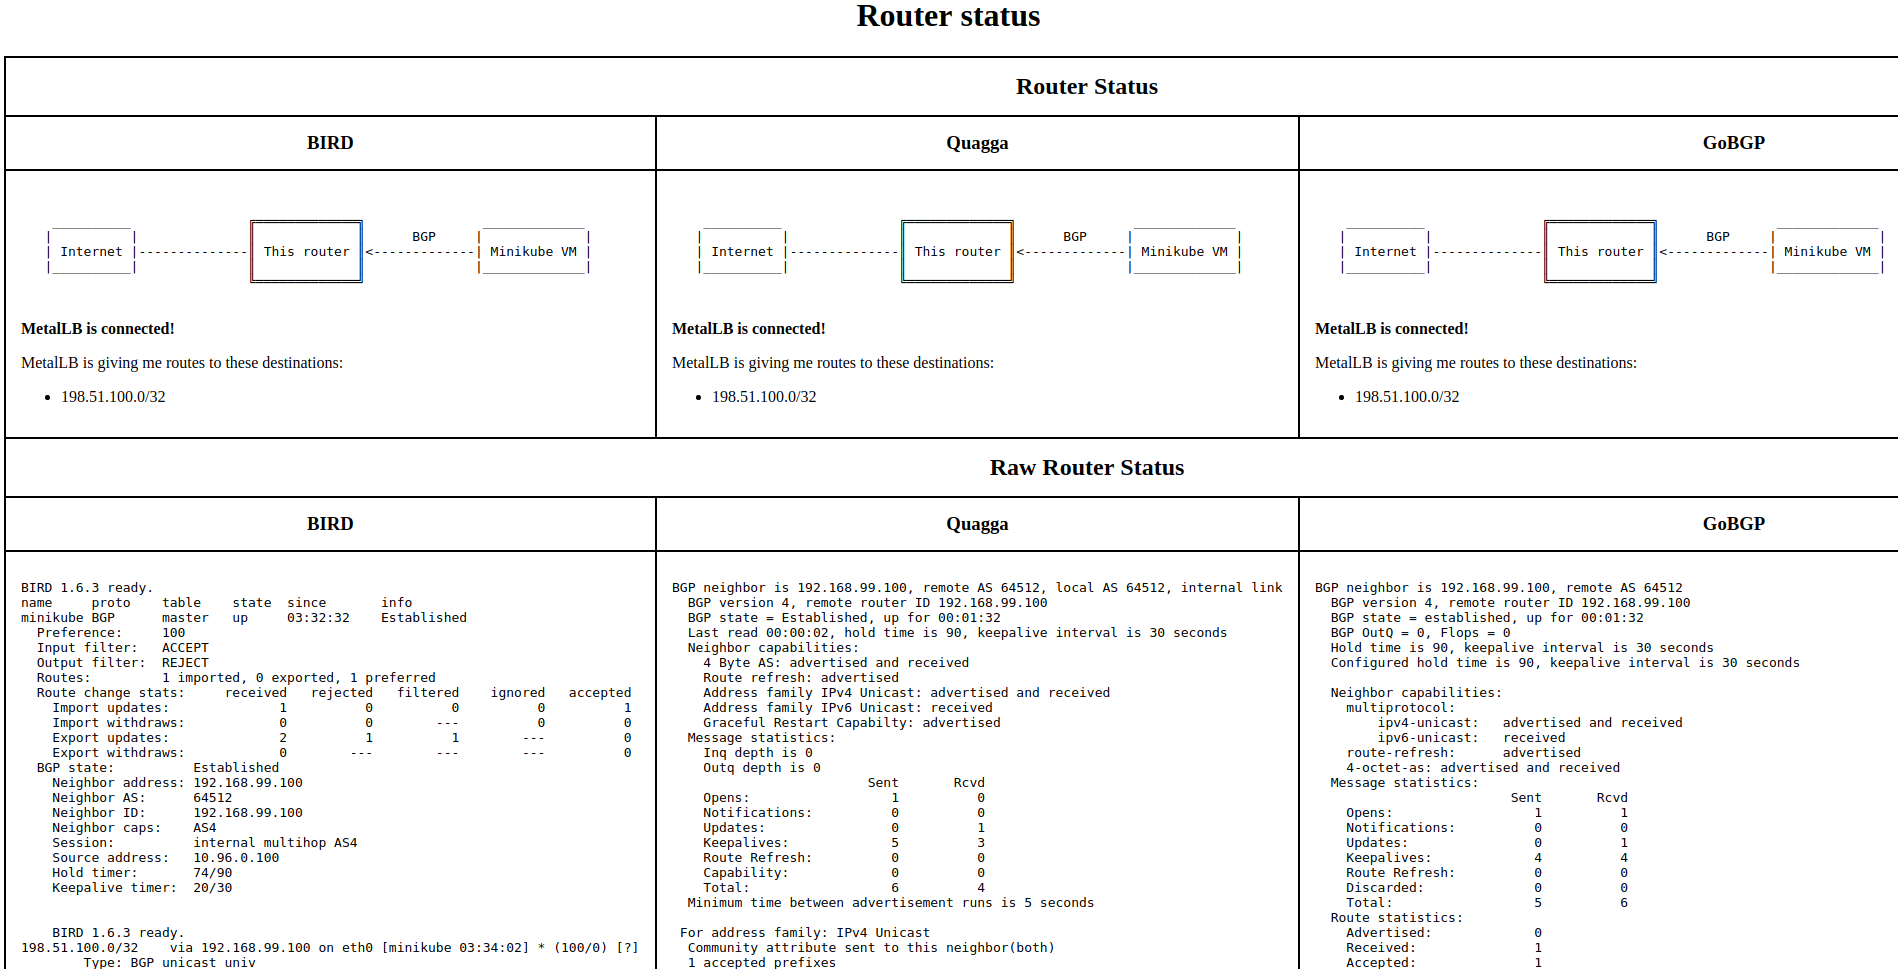 Router status
Router Status
BIRD
Quagga
GoBGP
Internet
This router
BGP
Minikube VM
MetalLB is connected!
MetalLB is giving me routes to these destinations:
198.51.100.0/32
Internet
This router
BGP
Minikube VM
MetalLB is connected!
MetalLB is giving me routes to these destinations:
198.51.100.0/32
Internet
This router
BGP
Minikube VM
MetalLB is connected!
MetalLB is giving me routes to these destinations:
198.51.100.0/32
Raw Router Status
BIRD
Quagga
GoBGP
BIRD 1.6.3 ready.
name     proto    table    state  since       info
minikube BGP      master   up     03:32:32    Established
  Preference:     100
  Input filter:   ACCEPT
  Output filter:  REJECT
  Routes:         1 imported, 0 exported, 1 preferred
  Route change stats:     received   rejected   filtered    ignored   accepted
    Import updates:              1          0          0          0          1
    Import withdraws:            0          0        ---          0          0
    Export updates:              2          1          1        ---          0
    Export withdraws:            0        ---        ---        ---          0
  BGP state:          Established
    Neighbor address: 192.168.99.100
    Neighbor AS:      64512
    Neighbor ID:      192.168.99.100
    Neighbor caps:    AS4
    Session:          internal multihop AS4
    Source address:   10.96.0.100
    Hold timer:       74/90
    Keepalive timer:  20/30
    BIRD 1.6.3 ready.
198.51.100.0/32    via 192.168.99.100 on eth0 [minikube 03:34:02] * (100/0) [?]
        Type: BGP unicast univ
BGP neighbor is 192.168.99.100, remote AS 64512, local AS 64512, internal link
  BGP version 4, remote router ID 192.168.99.100
  BGP state = Established, up for 00:01:32
  Last read 00:00:02, hold time is 90, keepalive interval is 30 seconds
  Neighbor capabilities:
    4 Byte AS: advertised and received
    Route refresh: advertised
    Address family IPv4 Unicast: advertised and received
    Address family IPv6 Unicast: received
    Graceful Restart Capabilty: advertised
  Message statistics:
    Inq depth is 0
    Outq depth is 0
                         Sent       Rcvd
    Opens:                  1          0
    Notifications:          0          0
    Updates:                0          1
    Keepalives:             5          3
    Route Refresh:          0          0
    Capability:             0          0
    Total:                  6          4
  Minimum time between advertisement runs is 5 seconds
 For address family: IPv4 Unicast
  Community attribute sent to this neighbor(both)
  1 accepted prefixes
BGP neighbor is 192.168.99.100, remote AS 64512
  BGP version 4, remote router ID 192.168.99.100
  BGP state = established, up for 00:01:32
  BGP OutQ = 0, Flops = 0
  Hold time is 90, keepalive interval is 30 seconds
  Configured hold time is 90, keepalive interval is 30 seconds
  Neighbor capabilities:
    multiprotocol:
        ipv4-unicast:   advertised and received
        ipv6-unicast:   received
    route-refresh:      advertised
    4-octet-as: advertised and received
  Message statistics:
                         Sent       Rcvd
    Opens:                  1          1
    Notifications:          0          0
    Updates:                0          1
    Keepalives:             4          4
    Route Refresh:          0          0
    Discarded:              0          0
    Total:                  5          6
  Route statistics:
    Advertised:             0
    Received:               1
    Accepted:               1